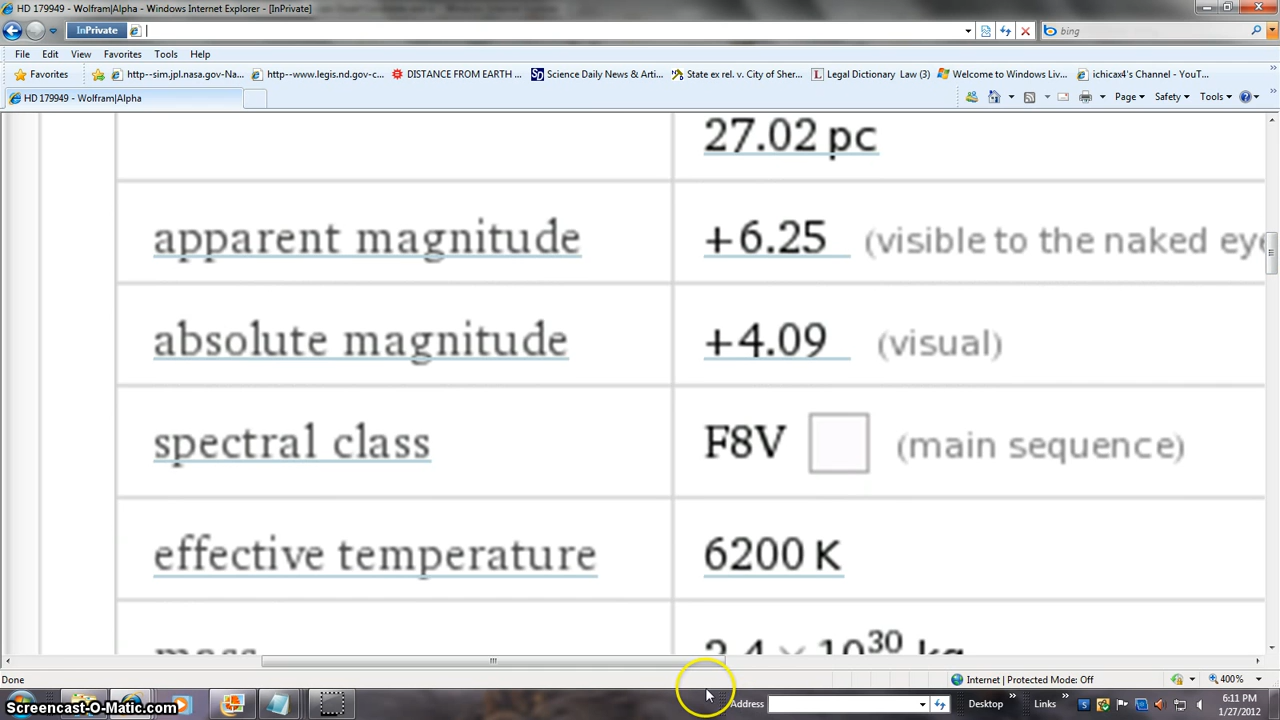 HD 179949 - Wolfram|Alpha - Windows Internet Explorer - [InPrivate]
InPrivate
bing
File Edit View Favorites Tools Help
Favorites http--sim.jpl.nasa.gov-Na... http--www.legis.nd.gov-c... DISTANCE FROM EARTH ... Science Daily News & Arti... State ex rel. v. City of Sher... Legal Dictionary Law (3) Welcome to Windows Liv... ichicax4's Channel - YouT...
HD 179949 - Wolfram|Alpha
Page Safety Tools
27.02 pc
apparent magnitude +6.25 (visible to the naked eye
absolute magnitude +4.09 (visual)
spectral class F8V (main sequence)
effective temperature 6200 K
mass 2.4 × 10³⁰ kg
Done Internet | Protected Mode: Off 400%
Address Desktop Links 6:11 PM
Screencast-O-Matic.com 1/27/2012